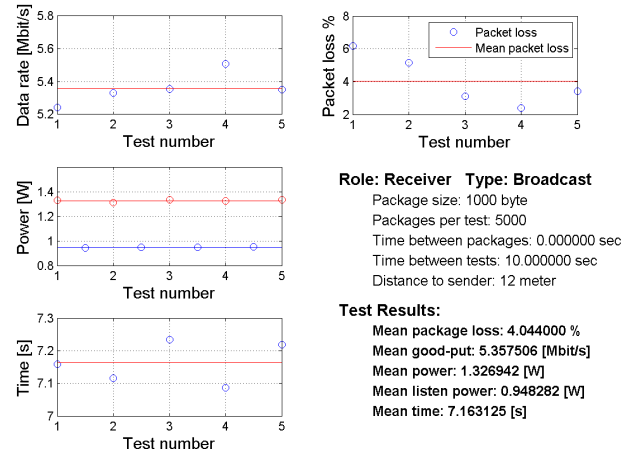 Data rate [Mbit/s]
5.8
5.6
5.4
5.2
1 2 3 4 5
Test number
Packet loss %
8
6
4
2
Packet loss
Mean packet loss
1 2 3 4 5
Test number
Power [W]
1.4
1.2
1
0.8
1 2 3 4 5
Test number
Time [s]
7.3
7.2
7.1
7
1 2 3 4 5
Test number
Role: Receiver Type: Broadcast
Package size: 1000 byte
Packages per test: 5000
Time between packages: 0.000000 sec
Time between tests: 10.000000 sec
Distance to sender: 12 meter
Test Results:
Mean package loss: 4.044000 %
Mean good-put: 5.357506 [Mbit/s]
Mean power: 1.326942 [W]
Mean listen power: 0.948282 [W]
Mean time: 7.163125 [s]